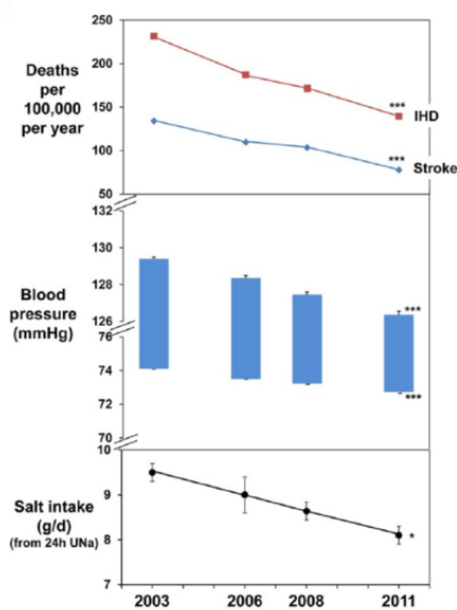 250
Deaths
per
100,000
per year
200
150
100
50
***
IHD
***
Stroke
132
130
128
126
Blood
pressure
(mmHg)
76
74
72
70
***
***
10
9
8
7
Salt intake
(g/d)
(from 24h UNa)
*
2003 2006 2008 2011